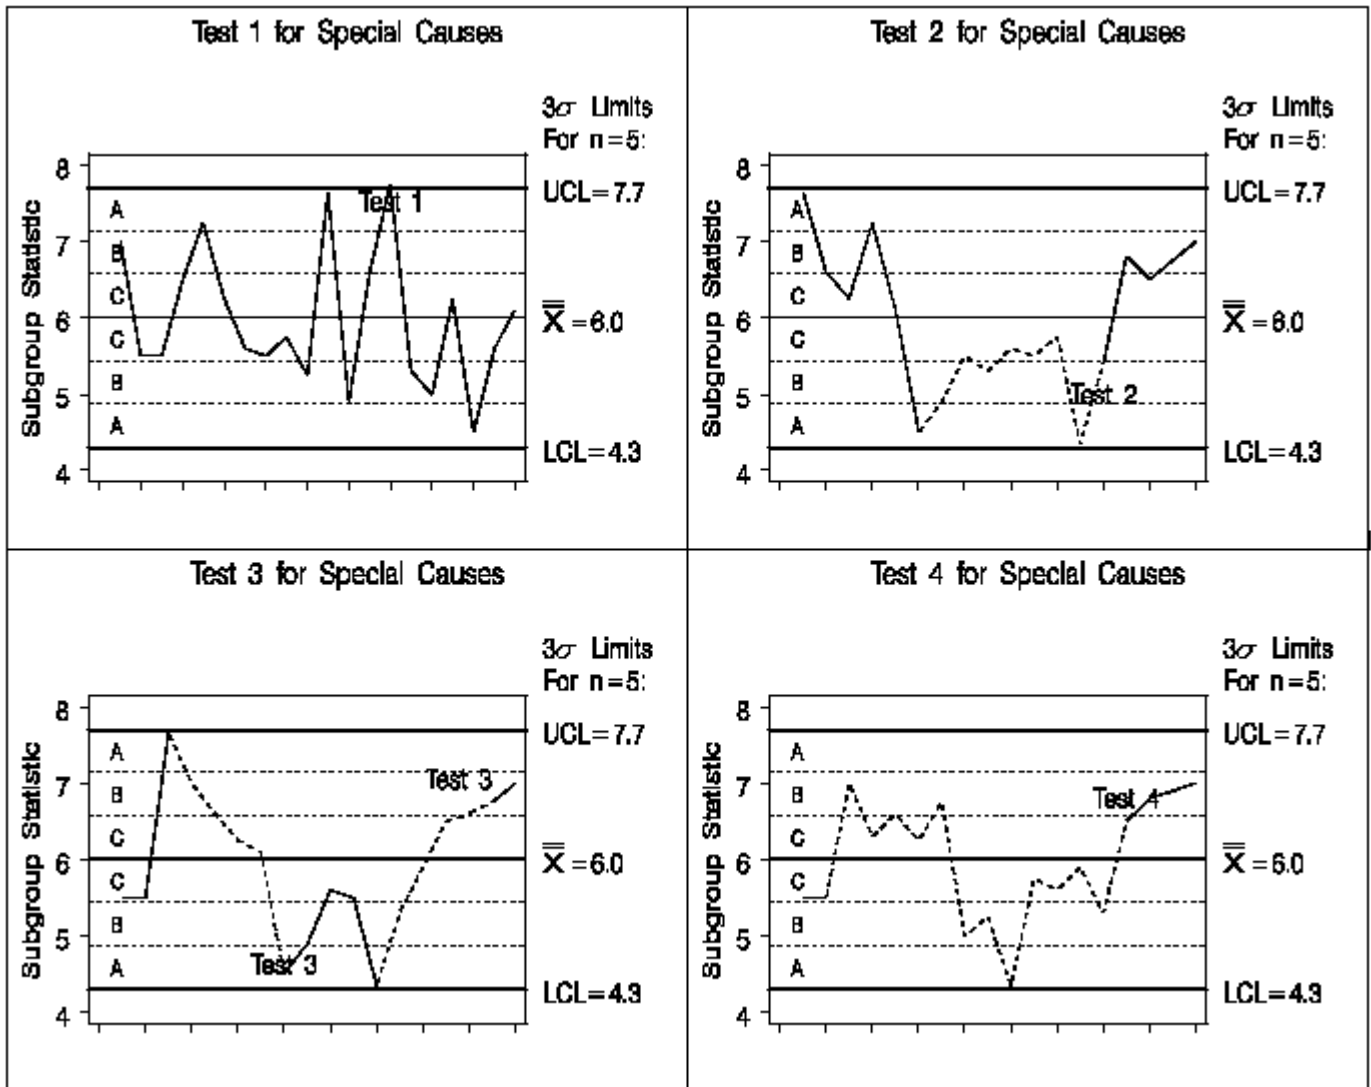 Test 1 for Special Causes
3σ Limits
For n=5:
8
7
6
5
4
Subgroup Statistic
A
B
C
C
B
A
Test 1
UCL=7.7
X̿=6.0
LCL=4.3
Test 2 for Special Causes
3σ Limits
For n=5:
8
7
6
5
4
Subgroup Statistic
A
B
C
C
B
A
Test 2
UCL=7.7
X̿=6.0
LCL=4.3
Test 3 for Special Causes
3σ Limits
For n=5:
8
7
6
5
4
Subgroup Statistic
A
B
C
C
B
A
Test 3
Test 3
UCL=7.7
X̿=6.0
LCL=4.3
Test 4 for Special Causes
3σ Limits
For n=5:
8
7
6
5
4
Subgroup Statistic
A
B
C
C
B
A
Test 4
UCL=7.7
X̿=6.0
LCL=4.3